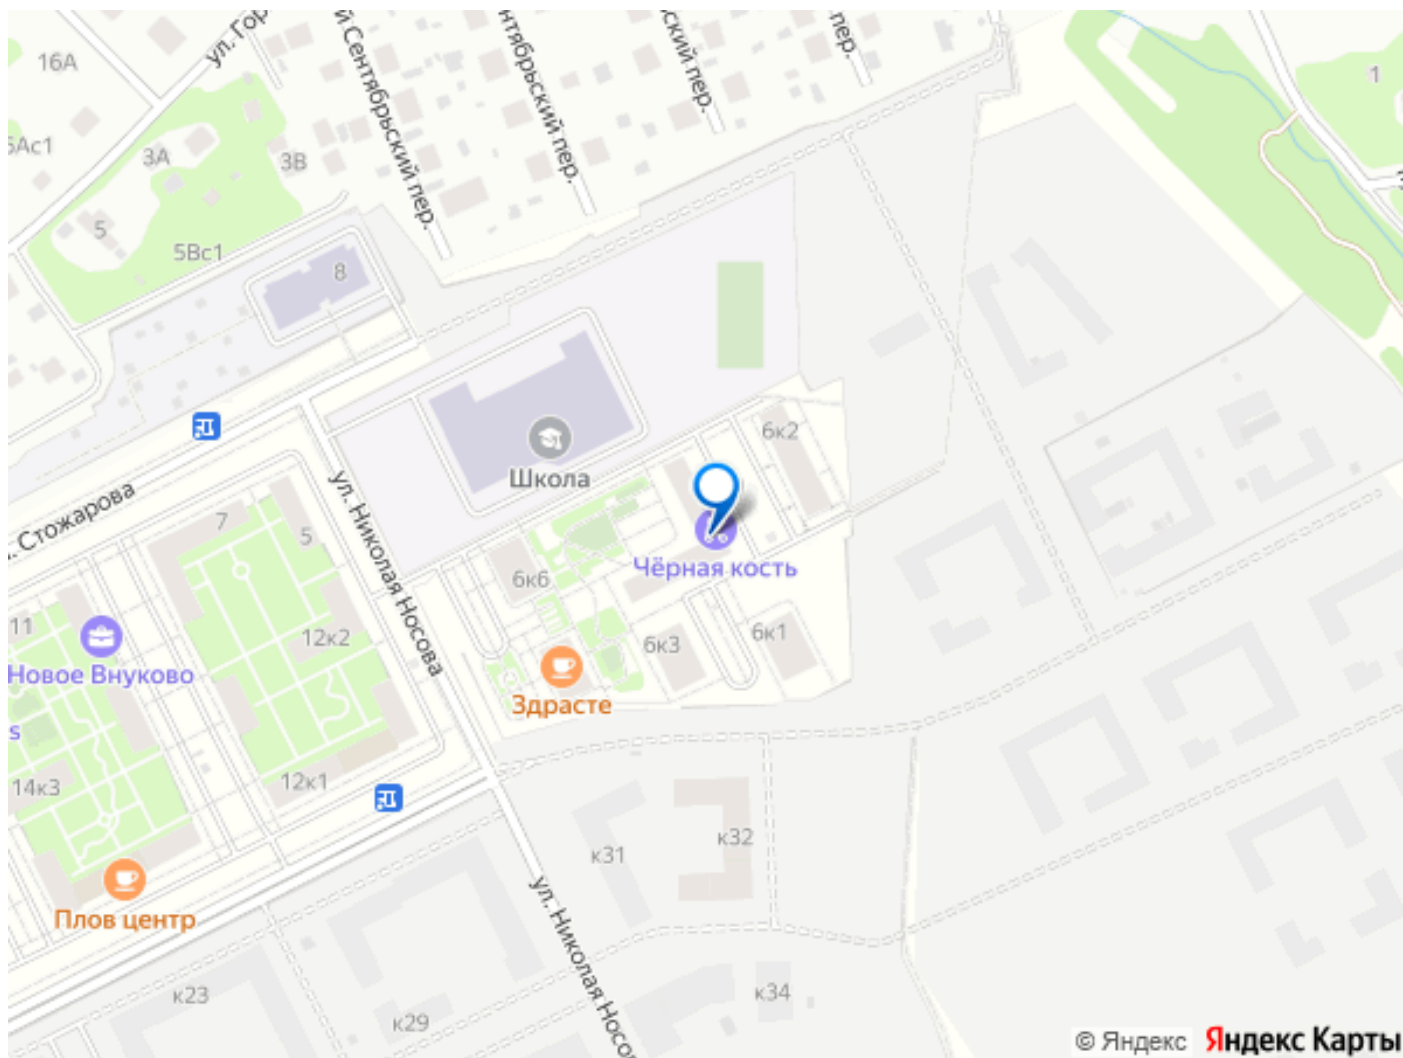 ул. Гор
й Сентябрьский пер.
нтябрьский пер.
ский пер.
пер.
16А
1
6Ас1
3А
3В
5
5Вс1
8
6к2
Школа
ул. Николая Носова
. Стожарова
7
5
Чёрная кость
6к6
11
12к2
6к3
6к1
Новое Внуково
Здрасте
s
14к3
12к1
к31
к32
Плов центр
ул. Николая Носо
к23
к29
к34
© Яндекс Яндекс Карты